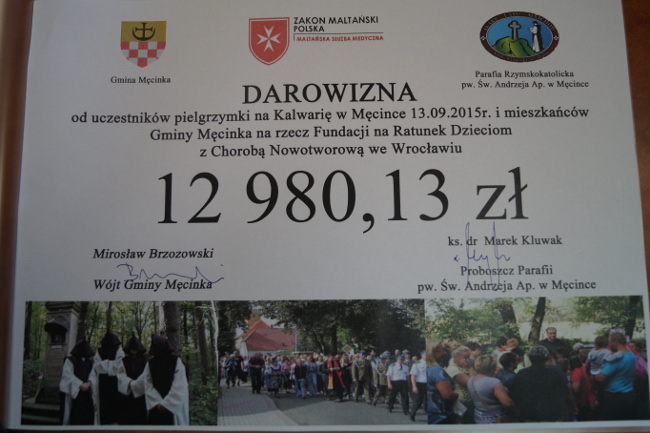 ZAKON MALTAŃSKI
POLSKA
MALTAŃSKA SŁUŻBA MEDYCZNA
Gmina Męcinka
Parafia Rzymskokatolicka
pw. Św. Andrzeja Ap. w Męcince
DAROWIZNA
od uczestników pielgrzymki na Kalwarię w Męcince 13.09.2015r. i mieszkańców
Gminy Męcinka na rzecz Fundacji na Ratunek Dzieciom
z Chorobą Nowotworową we Wrocławiu
12 980,13 zł
Mirosław Brzozowski
Wójt Gminy Męcinka
ks. dr Marek Kluwak
Proboszcz Parafii
pw. Św. Andrzeja Ap. w Męcince